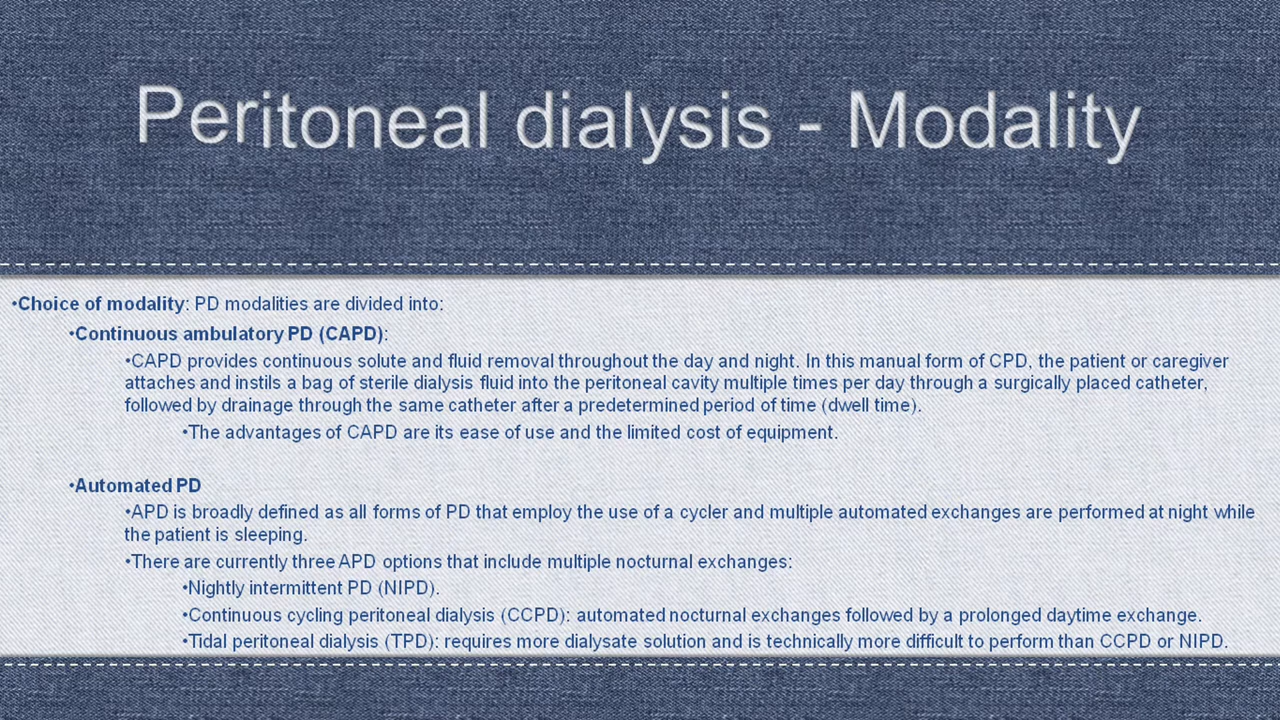 Peritoneal dialysis - Modality
•Choice of modality: PD modalities are divided into:
•Continuous ambulatory PD (CAPD):
•CAPD provides continuous solute and fluid removal throughout the day and night. In this manual form of CPD, the patient or caregiver
attaches and instils a bag of sterile dialysis fluid into the peritoneal cavity multiple times per day through a surgically placed catheter,
followed by drainage through the same catheter after a predetermined period of time (dwell time).
•The advantages of CAPD are its ease of use and the limited cost of equipment.
•Automated PD
•APD is broadly defined as all forms of PD that employ the use of a cycler and multiple automated exchanges are performed at night while
the patient is sleeping.
•There are currently three APD options that include multiple nocturnal exchanges:
•Nightly intermittent PD (NIPD).
•Continuous cycling peritoneal dialysis (CCPD): automated nocturnal exchanges followed by a prolonged daytime exchange.
•Tidal peritoneal dialysis (TPD): requires more dialysate solution and is technically more difficult to perform than CCPD or NIPD.